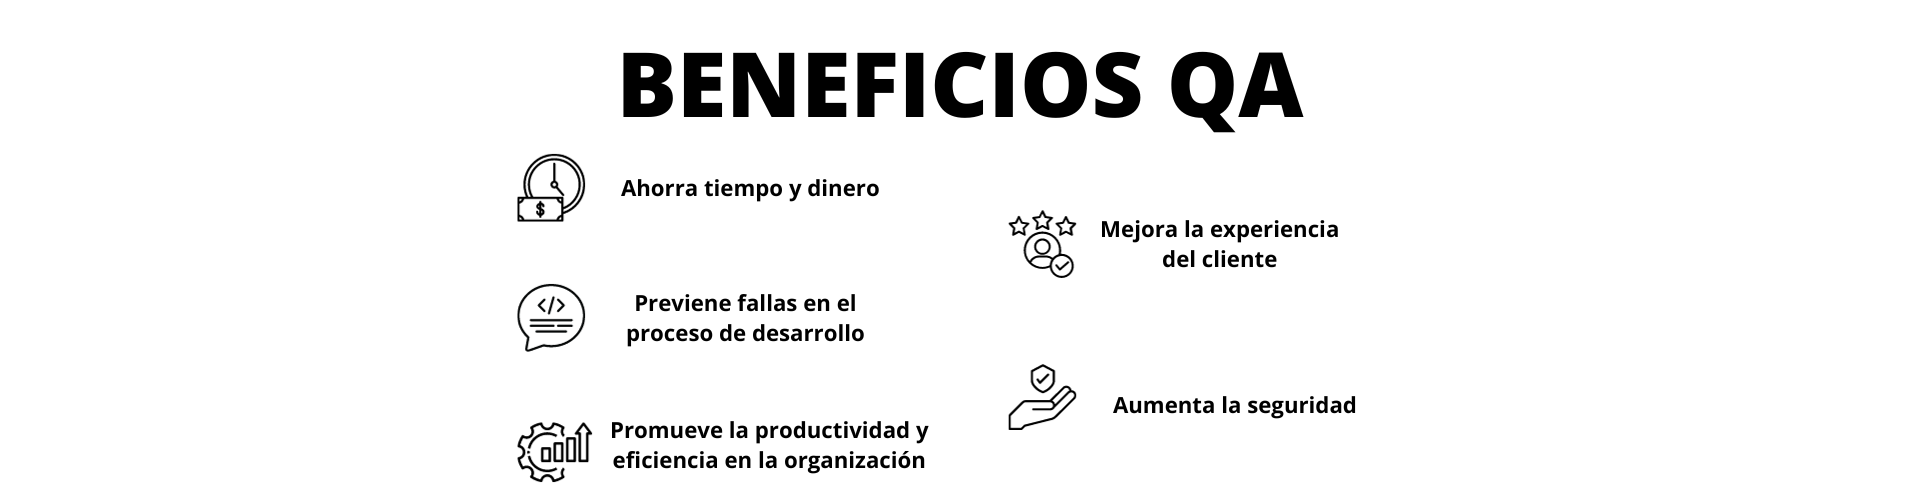 BENEFICIOS QA
Ahorra tiempo y dinero
$
Previene fallas en el
proceso de desarrollo
</>
Promueve la productividad y
eficiencia en la organización
Mejora la experiencia
del cliente
Aumenta la seguridad